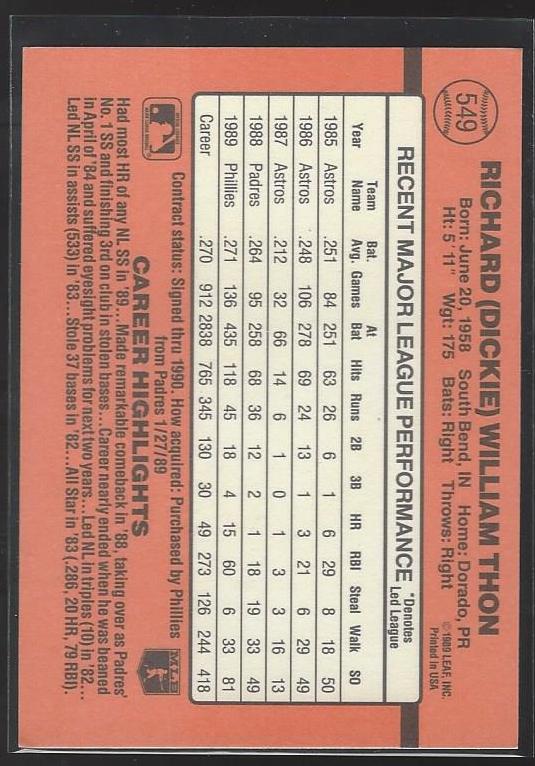 549
RICHARD (DICKIE) WILLIAM THON
Born: June 20, 1958 South Bend, IN Home: Dorado, PR
Ht: 5' 11" Wgt: 175 Bats: Right Throws: Right
©1989 LEAF, INC.
Printed in USA
RECENT MAJOR LEAGUE PERFORMANCE
*Denotes
Led League
Year Team Name Bat. Avg. Games At Bat Hits Runs 2B 3B HR RBI Steal Walk SO
1985 Astros .251 84 251 63 26 6 1 6 29 8 18 50
1986 Astros .248 106 278 69 24 13 1 3 21 6 29 49
1987 Astros .212 32 66 14 6 1 0 1 3 3 16 13
1988 Padres .264 95 258 68 36 12 2 1 18 19 33 49
1989 Phillies .271 136 435 118 45 18 4 15 60 6 33 81
Career .270 912 2838 765 345 130 30 49 273 126 244 418
Contract status: Signed thru 1990. How acquired: Purchased by Phillies
from Padres 1/27/89
CAREER HIGHLIGHTS
MLB
Had most HR of any NL SS in '89...Made remarkable comeback in '88, taking over as Padres'
No. 1 SS and finishing 3rd on club in stolen bases...Career nearly ended when he was beaned
in April of '84 and suffered eyesight problems for next two years...Led NL in triples (10) in '82...
Led NL SS in assists (533) in '83...Stole 37 bases in '82...All Star in '83 (.286, 20 HR, 79 RBI).